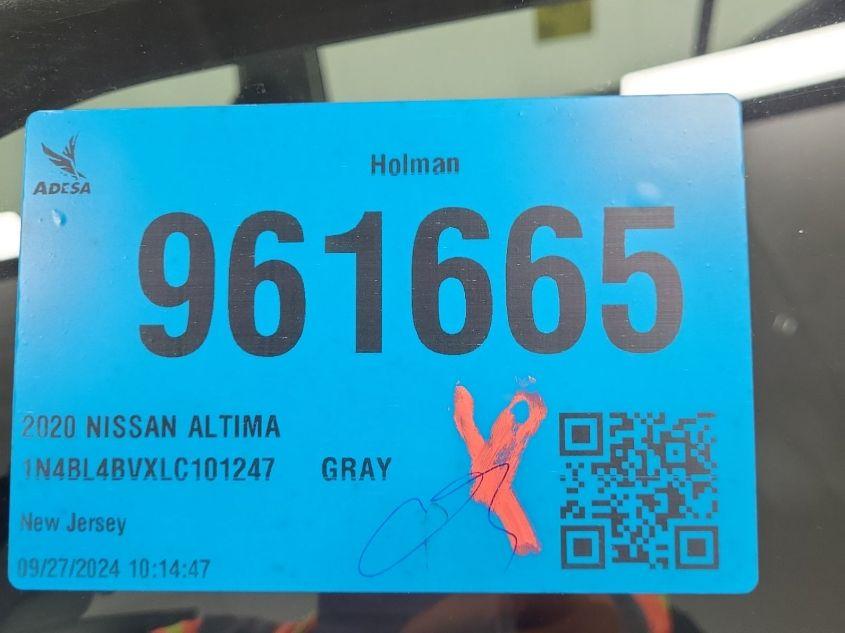 ADESA
Holman
961665
2020 NISSAN ALTIMA
1N4BL4BVXLC101247 GRAY
New Jersey
09/27/2024 10:14:47